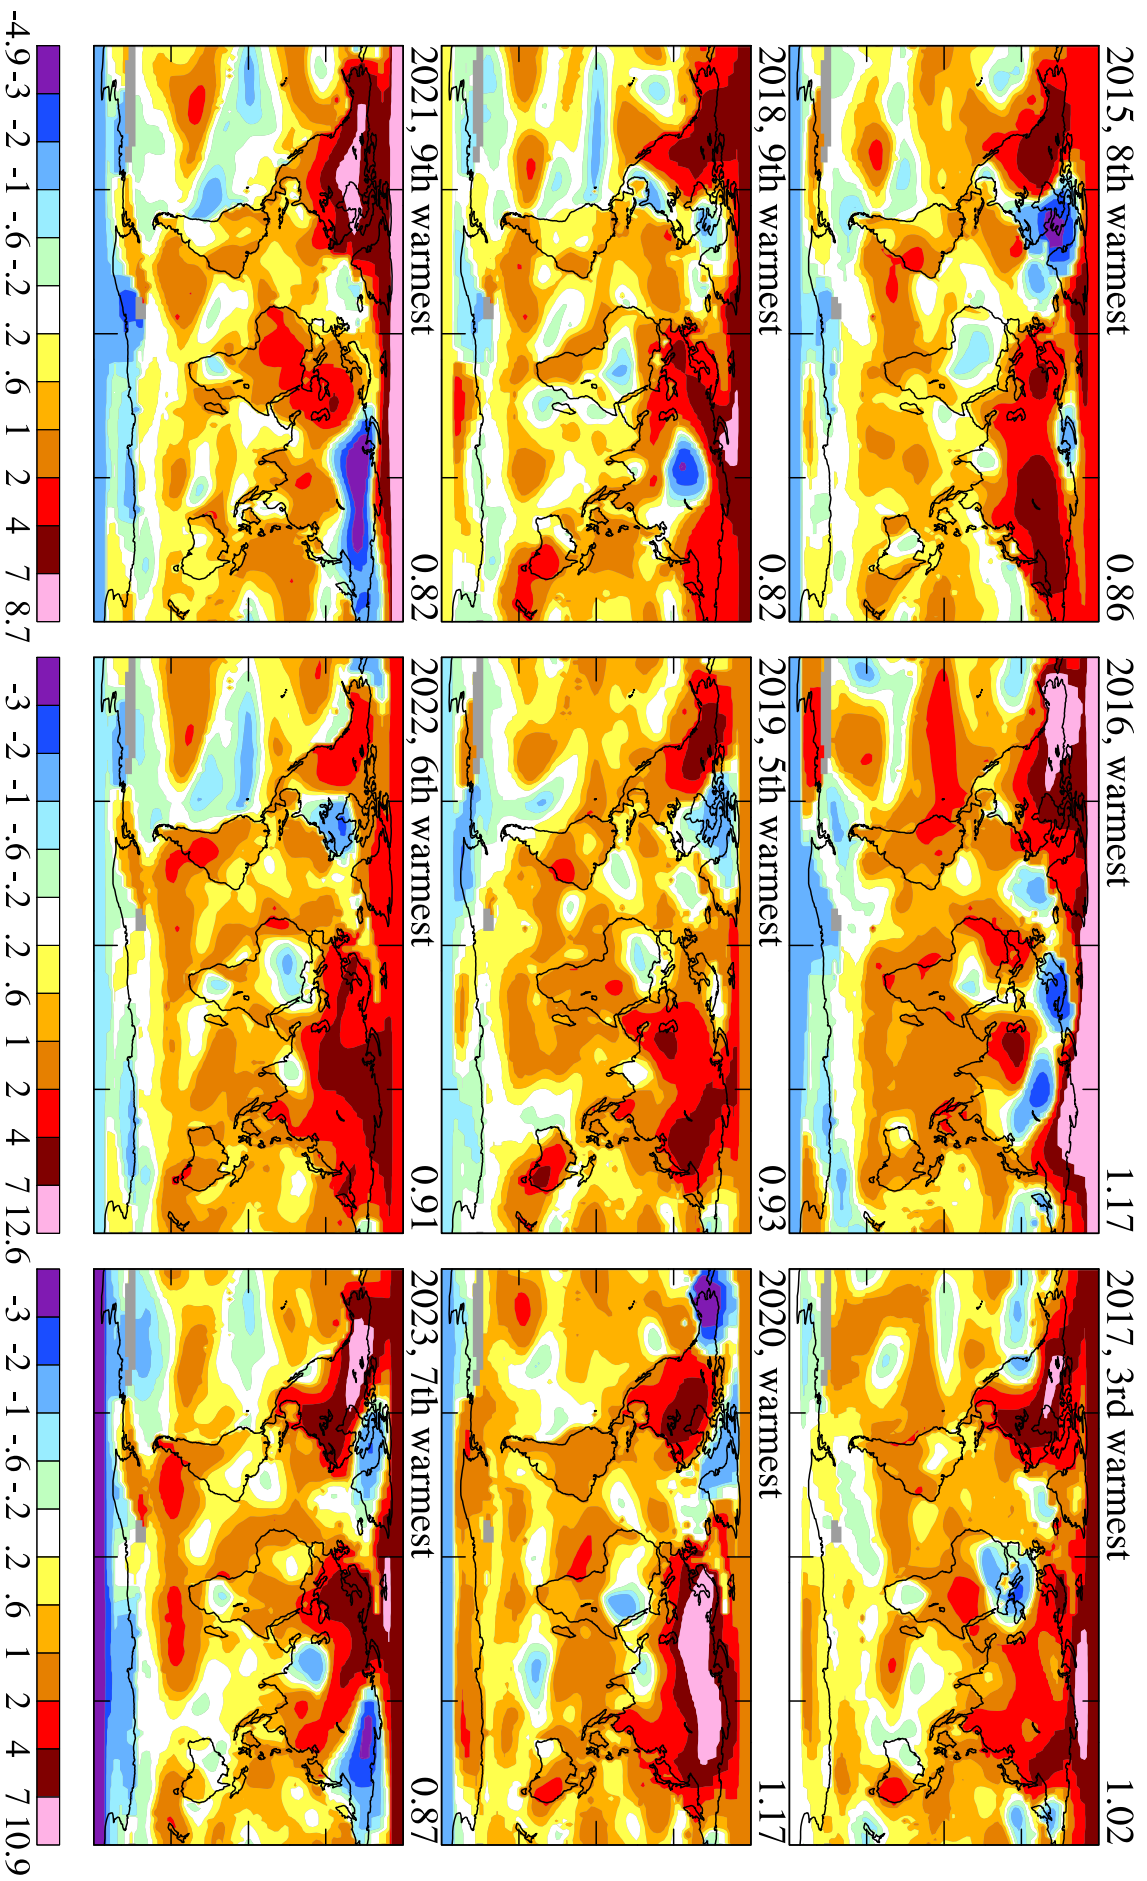 2015, 8th warmest 0.86
2016, warmest 1.17
2017, 3rd warmest 1.02
2018, 9th warmest 0.82
2019, 5th warmest 0.93
2020, warmest 1.17
2021, 9th warmest 0.82
2022, 6th warmest 0.91
2023, 7th warmest 0.87
-4.9 -3 -2 -1 -.6 -.2 .2 .6 1 2 4 7 8.7
-3 -2 -1 -.6 -.2 .2 .6 1 2 4 7 12.6
-3 -2 -1 -.6 -.2 .2 .6 1 2 4 7 10.9